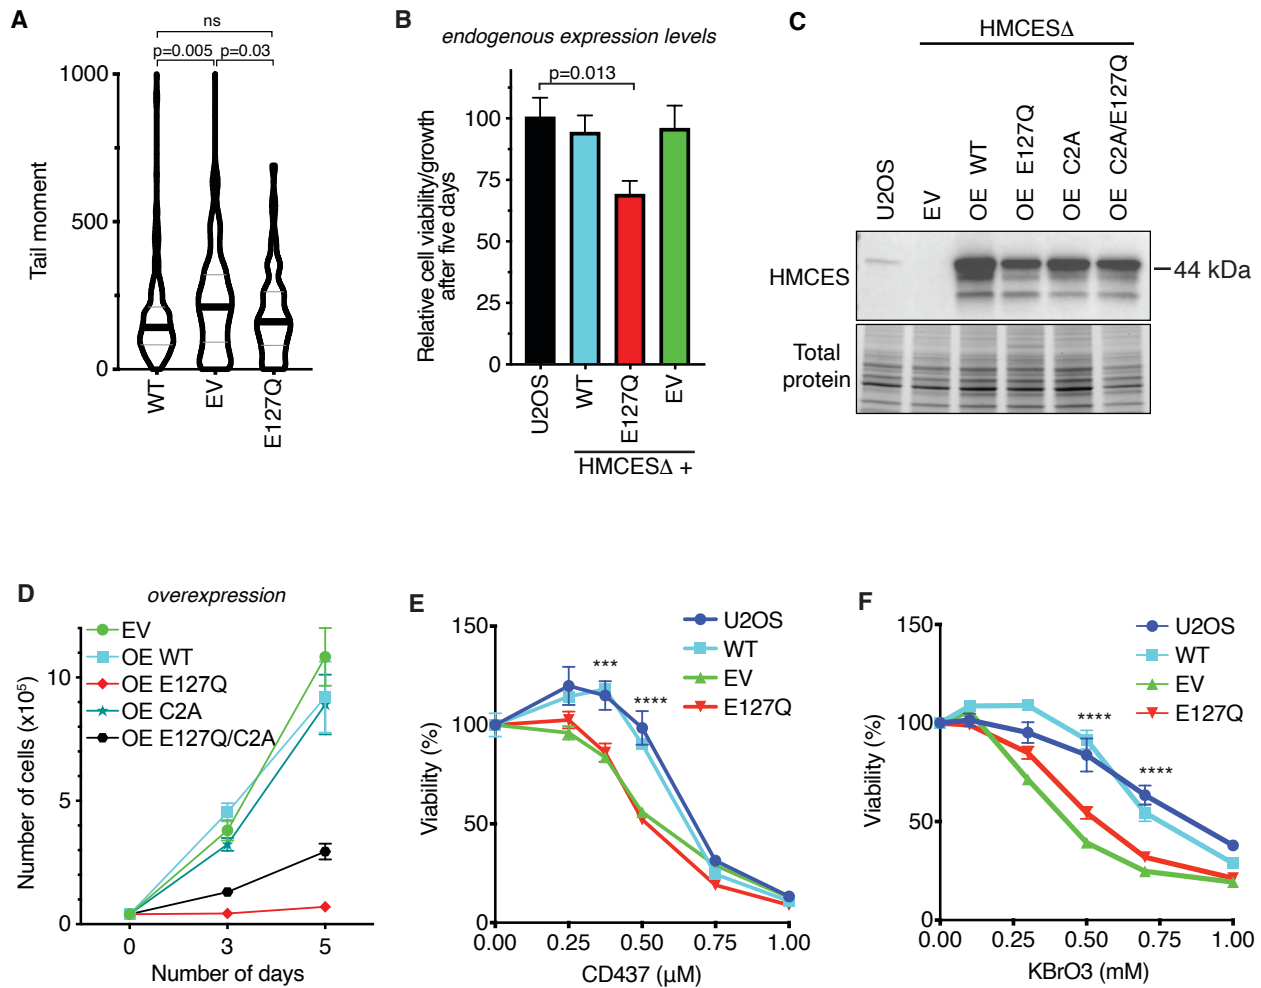 A
ns
p=0.005
p=0.03
1000
500
0
Tail moment
WT
EV
E127Q
B
endogenous expression levels
p=0.013
100
75
50
25
0
Relative cell viability/growth
after five days
U2OS
WT
E127Q
EV
HMCESΔ +
C
HMCESΔ
U2OS
EV
OE WT
OE E127Q
OE C2A
OE C2A/E127Q
HMCES
44 kDa
Total
protein
D
overexpression
EV
OE WT
OE E127Q
OE C2A
OE E127Q/C2A
10
5
0
Number of cells (x10⁵)
0
3
5
Number of days
E
150
100
50
0
Viability (%)
***
****
U2OS
WT
EV
E127Q
0.00
0.25
0.50
0.75
1.00
CD437 (μM)
F
150
100
50
0
Viability (%)
****
****
U2OS
WT
EV
E127Q
0.00
0.25
0.50
0.75
1.00
KBrO3 (mM)